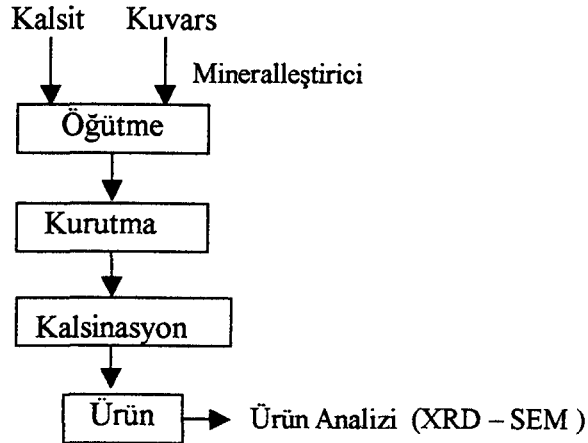 Kalsit Kuvars
Mineralleştirici
Öğütme
Kurutma
Kalsinasyon
Ürün Ürün Analizi (XRD – SEM )